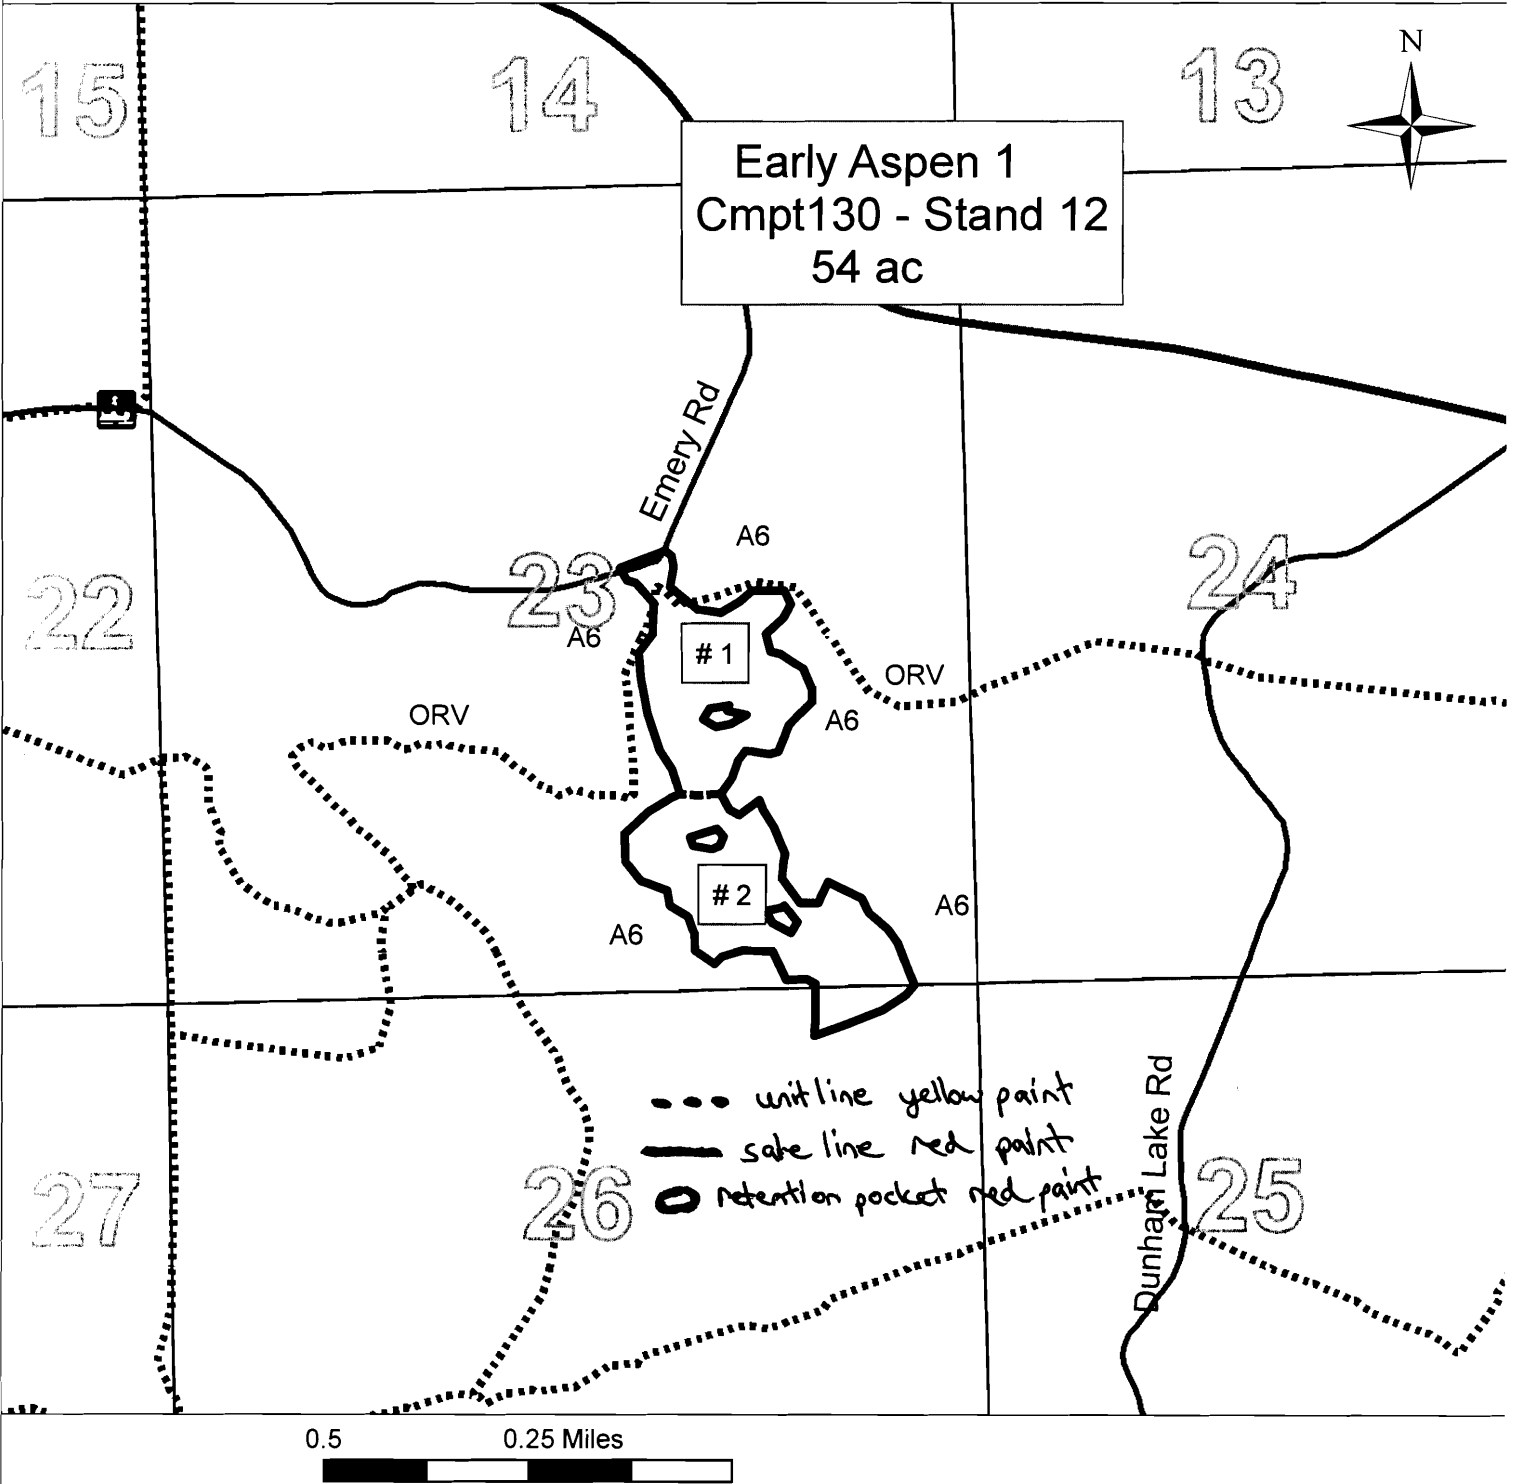 N
15
14
13
Early Aspen 1
Cmpt130 - Stand 12
54 ac
Emery Rd
A6
23
24
22
A6
# 1
ORV
A6
ORV
# 2
A6
A6
unit line yellow paint
sale line red paint
retention pocket red paint
Dunham Lake Rd
27
26
25
0.5
0.25 Miles